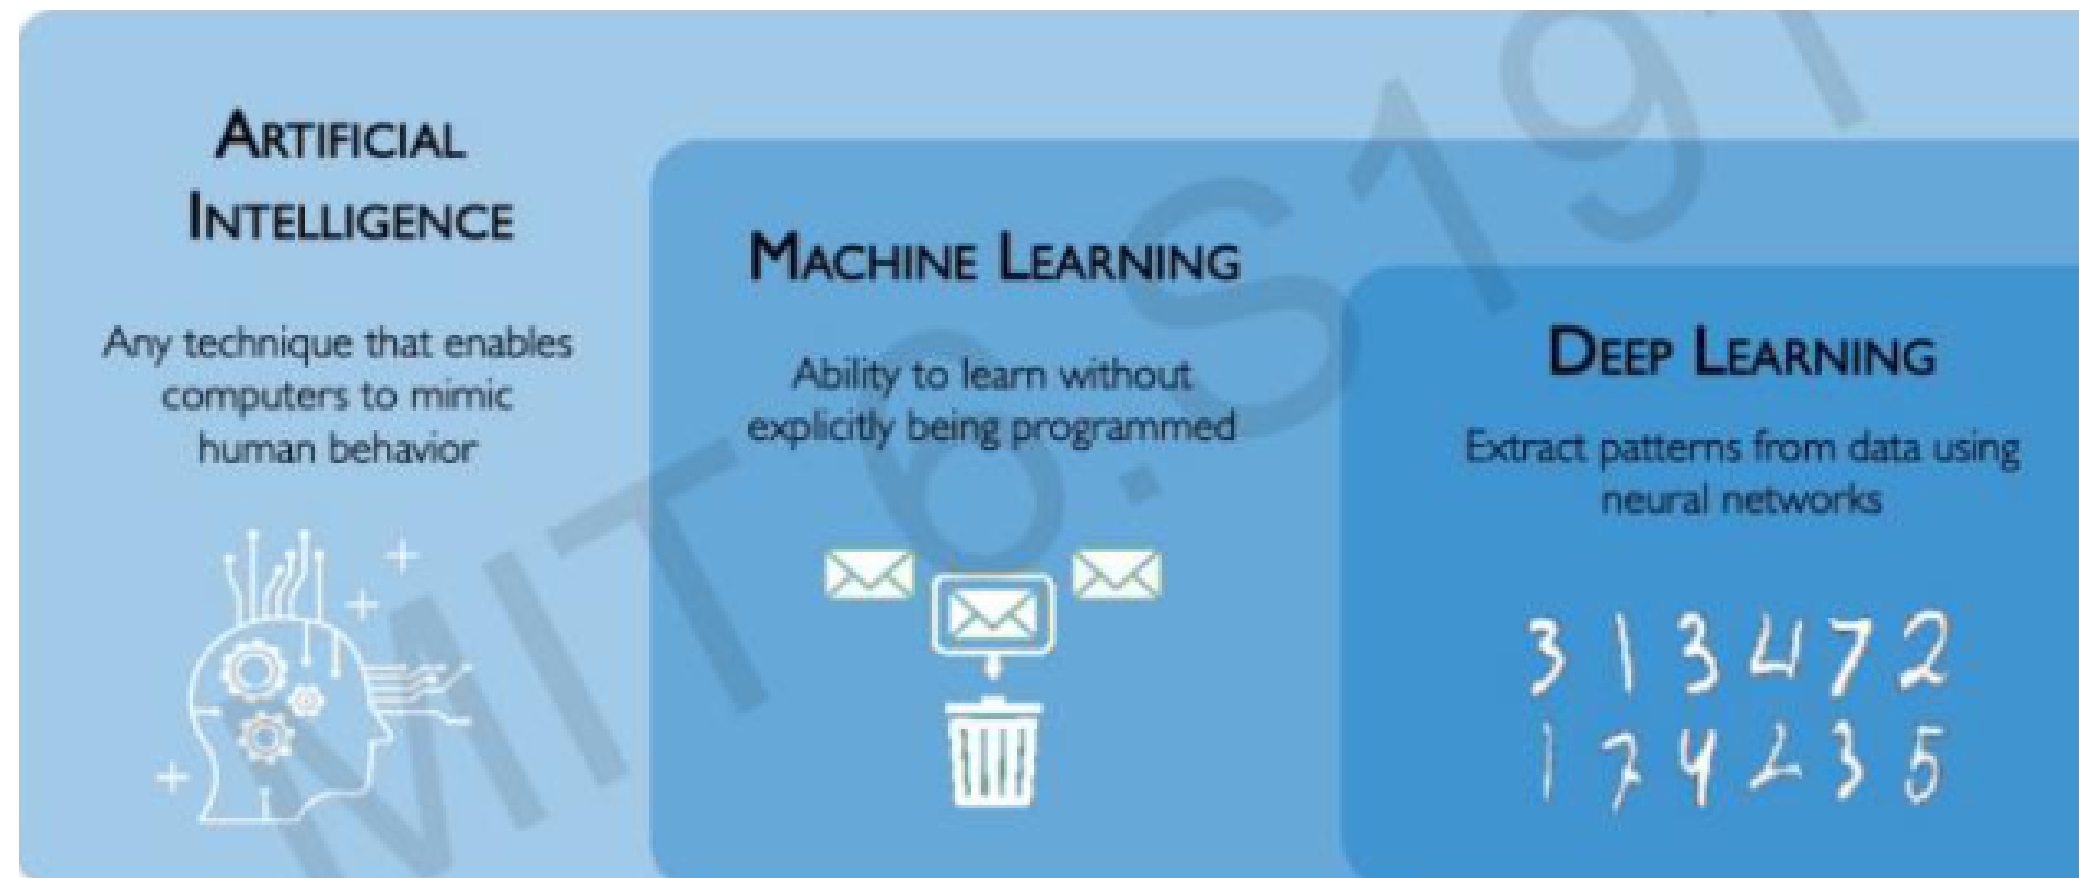 ARTIFICIAL
INTELLIGENCE
Any technique that enables
computers to mimic
human behavior
MACHINE LEARNING
Ability to learn without
explicitly being programmed
DEEP LEARNING
Extract patterns from data using
neural networks
3 1 3 4 7 2
1 7 4 2 3 5
MIT 6.S191